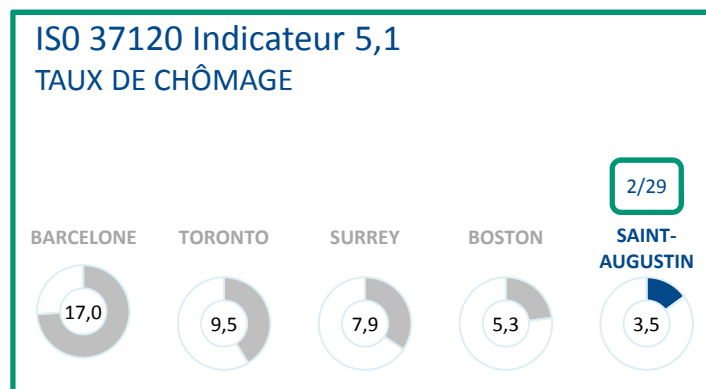 IS0 37120 Indicateur 5,1
TAUX DE CHÔMAGE
2/29
BARCELONE TORONTO SURREY BOSTON SAINT-
AUGUSTIN
17,0 9,5 7,9 5,3 3,5